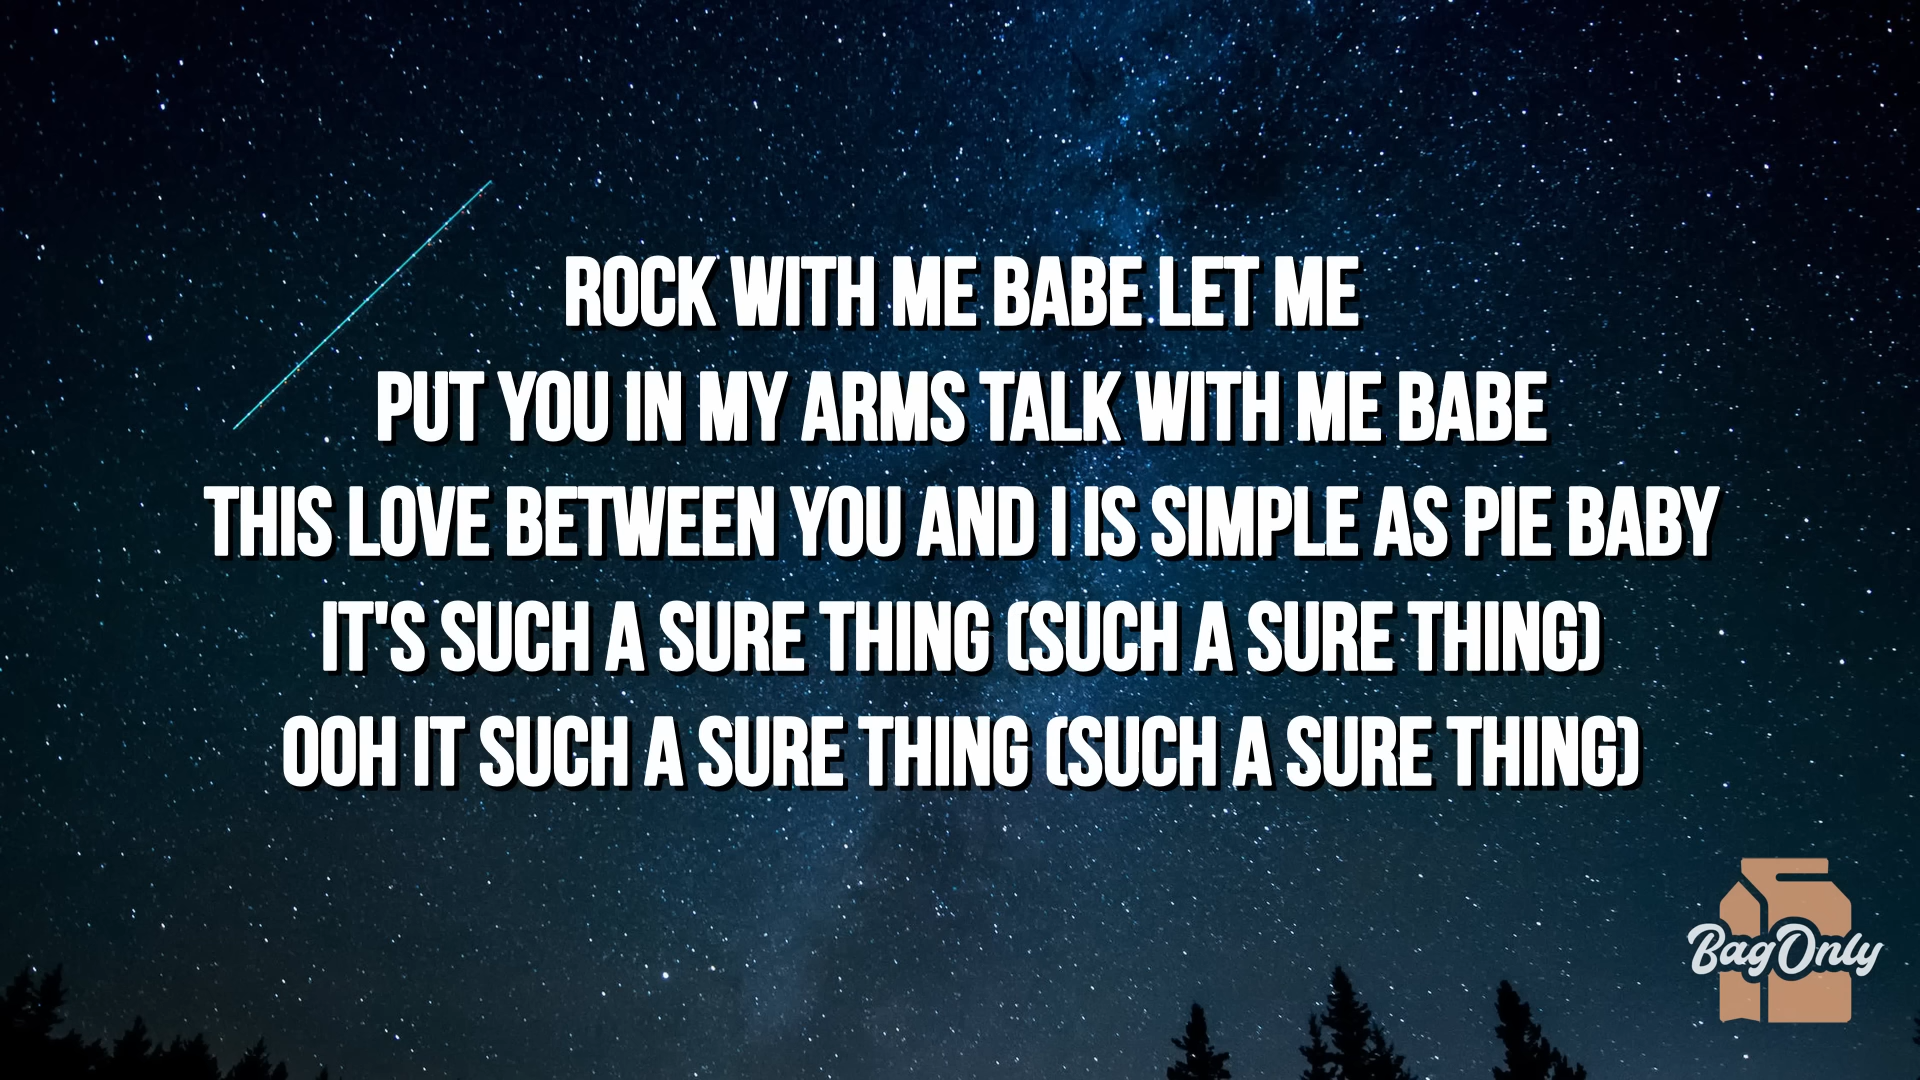 ROCK WITH ME BABE LET ME
PUT YOU IN MY ARMS TALK WITH ME BABE
THIS LOVE BETWEEN YOU AND I IS SIMPLE AS PIE BABY
IT'S SUCH A SURE THING (SUCH A SURE THING)
OOH IT SUCH A SURE THING (SUCH A SURE THING)
BagOnly